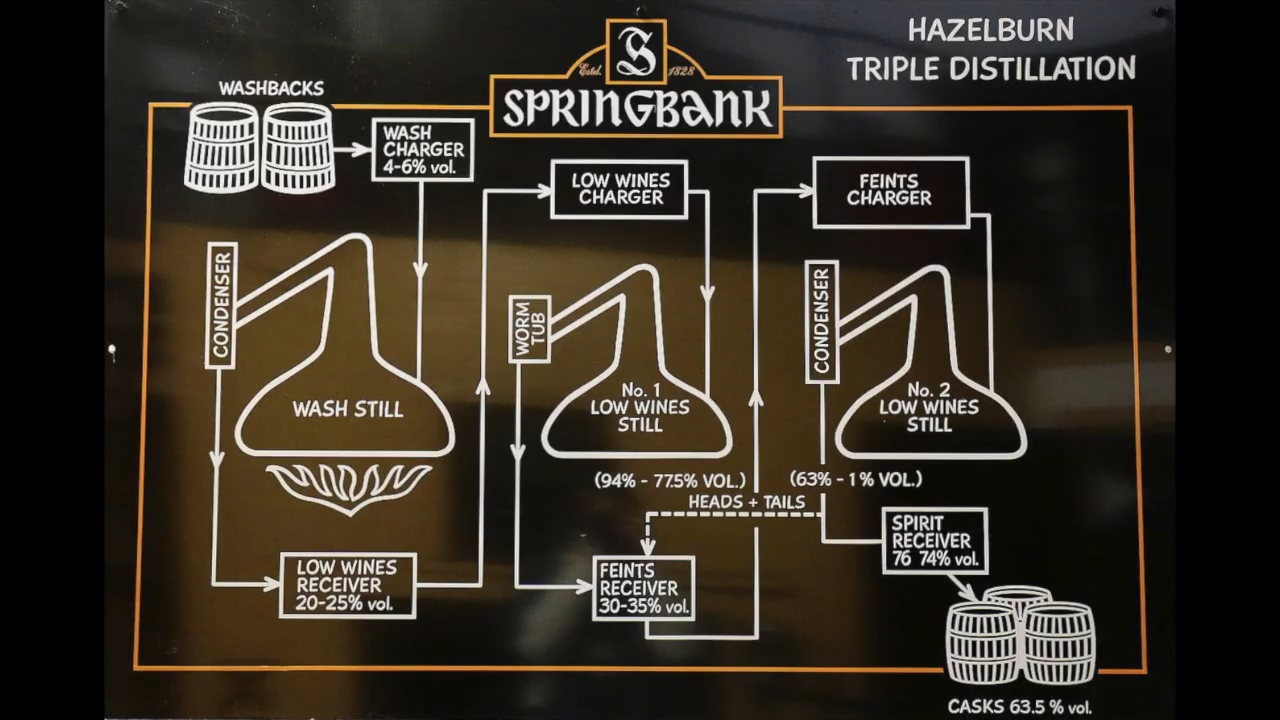 HAZELBURN
TRIPLE DISTILLATION
S
Estd. 1828
SPRINGBANK
WASHBACKS
WASH
CHARGER
4-6% vol.
LOW WINES
CHARGER
FEINTS
CHARGER
CONDENSER
WORM
TUB
CONDENSER
WASH STILL
No. 1
LOW WINES
STILL
No. 2
LOW WINES
STILL
(94% - 77.5% VOL.)
(63% - 1% VOL.)
HEADS + TAILS
LOW WINES
RECEIVER
20-25% vol.
FEINTS
RECEIVER
30-35% vol.
SPIRIT
RECEIVER
76 74% vol.
CASKS 63.5 % vol.